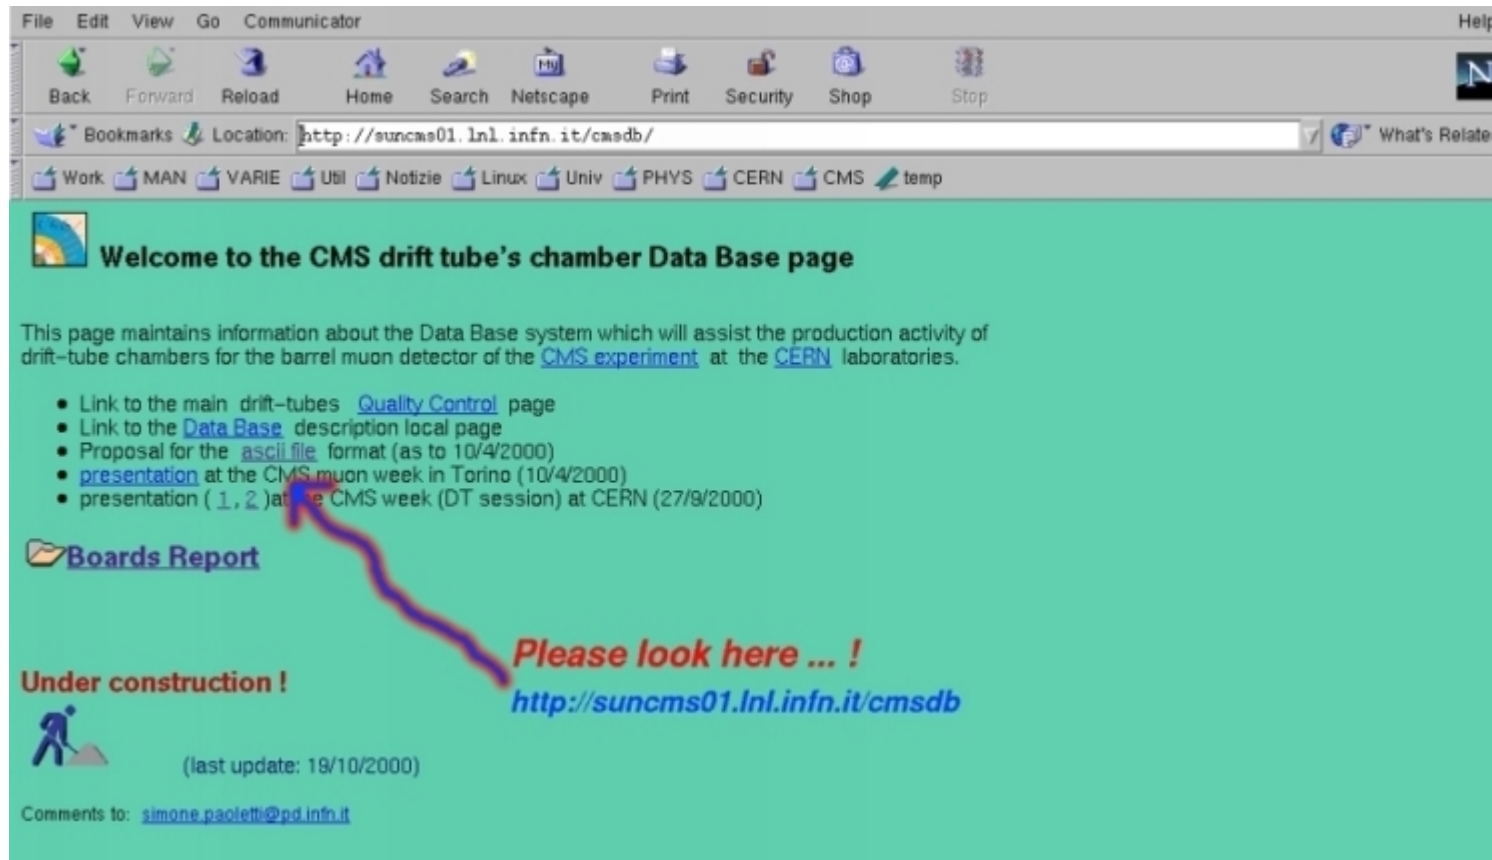 File Edit View Go Communicator Help
Back Forward Reload Home Search Netscape Print Security Shop Stop
My
N
Bookmarks Location: http://suncms01.lnl.infn.it/cmsdb/ What's Relate
Work MAN VARIE Util Notizie Linux Univ PHYS CERN CMS temp
Welcome to the CMS drift tube's chamber Data Base page
This page maintains information about the Data Base system which will assist the production activity of
drift-tube chambers for the barrel muon detector of the CMS experiment at the CERN laboratories.
Link to the main drift-tubes Quality Control page
Link to the Data Base description local page
Proposal for the ascii file format (as to 10/4/2000)
presentation at the CMS muon week in Torino (10/4/2000)
presentation ( 1 , 2 )at the CMS week (DT session) at CERN (27/9/2000)
Boards Report
Please look here ... !
Under construction !
http://suncms01.lnl.infn.it/cmsdb
(last update: 19/10/2000)
Comments to: simone.paoletti@pd.infn.it